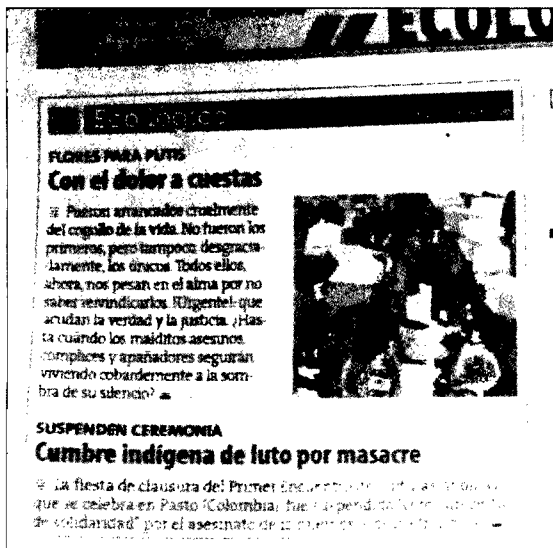 ECOLO
Ecológico
FLORES PARA PUTIS
Con el dolor a cuestas
Fueron arrancados cruelmente
del cogollo de la vida. No fueron los
primeros, pero tampoco, desgracia-
damente, los únicos. Todos ellos,
ahora, nos pesan en el alma por no
saber reivindicarlos. ¡Urgente! que
acudan la verdad y la justicia. ¿Has-
ta cuándo los malditos asesinos,
cómplices y apañadores seguirán
viviendo cobardemente a la som-
bra de su silencio?
SUSPENDEN CEREMONIA
Cumbre indígena de luto por masacre
La fiesta de clausura del Primer
que se celebra en Pasto (Colombia) fue suspendida
de solidaridad" por el asesinato de